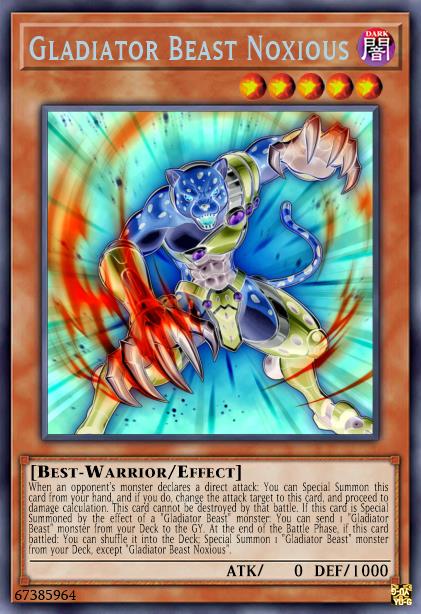 GLADIATOR BEAST NOXIOUS
DARK
闇
[BEST-WARRIOR/EFFECT]
When an opponent's monster declares a direct attack: You can Special Summon this
card from your hand, and if you do, change the attack target to this card, and proceed to
damage calculation. This card cannot be destroyed by that battle. If this card is Special
Summoned by the effect of a "Gladiator Beast" monster: You can send 1 "Gladiator
Beast" monster from your Deck to the GY. At the end of the Battle Phase, if this card
battled: You can shuffle it into the Deck; Special Summon 1 "Gladiator Beast" monster
from your Deck, except "Gladiator Beast Noxious".
ATK/ 0 DEF/1000
67385964